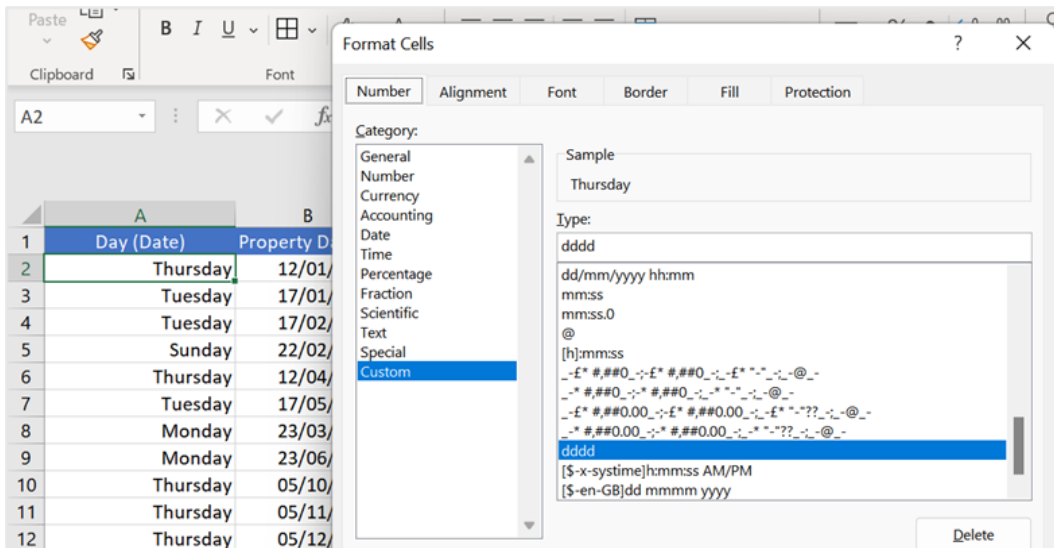 Paste
B I U
Format Cells ? ×
Clipboard Font
Number Alignment Font Border Fill Protection
A2 fx
Category:
General
Number
Currency
Accounting
Date
Time
Percentage
Fraction
Scientific
Text
Special
Custom
Sample
Thursday
Type:
dddd
dd/mm/yyyy hh:mm
mm:ss
mm:ss.0
@
[h]:mm:ss
_-£* #,##0_-;-£* #,##0_-;_-£* "-"_-;_-@_-
_-* #,##0_-;-* #,##0_-;_-* "-"_-;_-@_-
_-£* #,##0.00_-;-£* #,##0.00_-;_-£* "-"??_-;_-@_-
_-* #,##0.00_-;-* #,##0.00_-;_-* "-"??_-;_-@_-
dddd
[$-x-systime]h:mm:ss AM/PM
[$-en-GB]dd mmmm yyyy
Delete
A B
1 Day (Date) Property D
2 Thursday 12/01/
3 Tuesday 17/01/
4 Tuesday 17/02/
5 Sunday 22/02/
6 Thursday 12/04/
7 Tuesday 17/05/
8 Monday 23/03/
9 Monday 23/06/
10 Thursday 05/10/
11 Thursday 05/11/
12 Thursday 05/12/